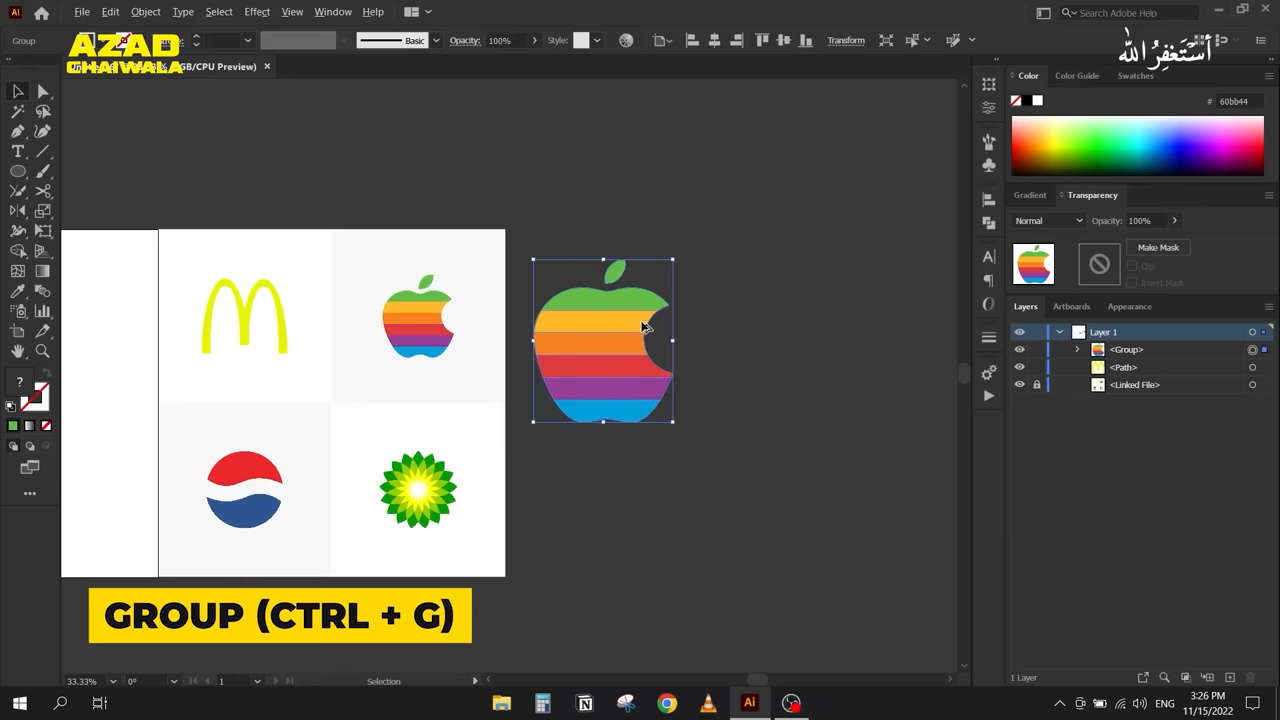 File Edit Object Type Select Effect View Window Help
Search Adobe Help
Group
Basic
Opacity: 100%
Style:
Transform
AZAD
CHAIWALA
GB/CPU Preview) ×
أستغفر الله
Color Color Guide Swatches
# 60bb44
Gradient Transparency
Normal Opacity: 100%
Make Mask
Clip
Invert Mask
Layers Artboards Appearance
Layer 1
<Group>
<Path>
<Linked File>
?
GROUP (CTRL + G)
33.33% 0° 1 Selection
1 Layer
Ai
ENG
3:26 PM
11/15/2022